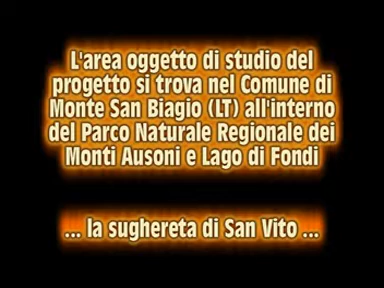 L'area oggetto di studio del
progetto si trova nel Comune di
Monte San Biagio (LT) all'interno
del Parco Naturale Regionale dei
Monti Ausoni e Lago di Fondi
... la sughereta di San Vito ...